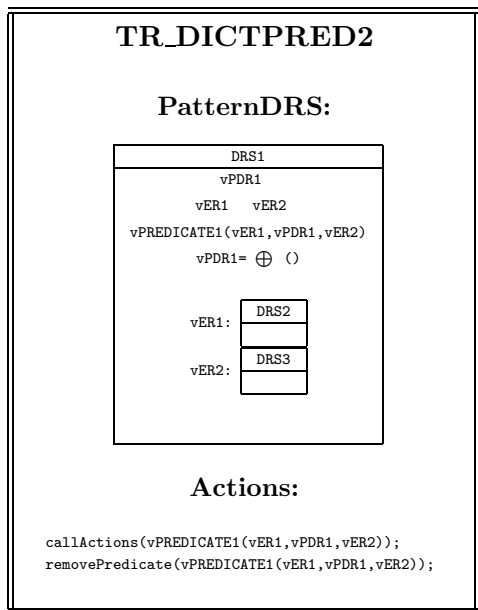 TR_DICTPRED2
PatternDRS:
DRS1
vPDR1
vER1 vER2
vPREDICATE1(vER1,vPDR1,vER2)
vPDR1= ⊕ ()
DRS2
vER1:
DRS3
vER2:
Actions:
callActions(vPREDICATE1(vER1,vPDR1,vER2));
removePredicate(vPREDICATE1(vER1,vPDR1,vER2));